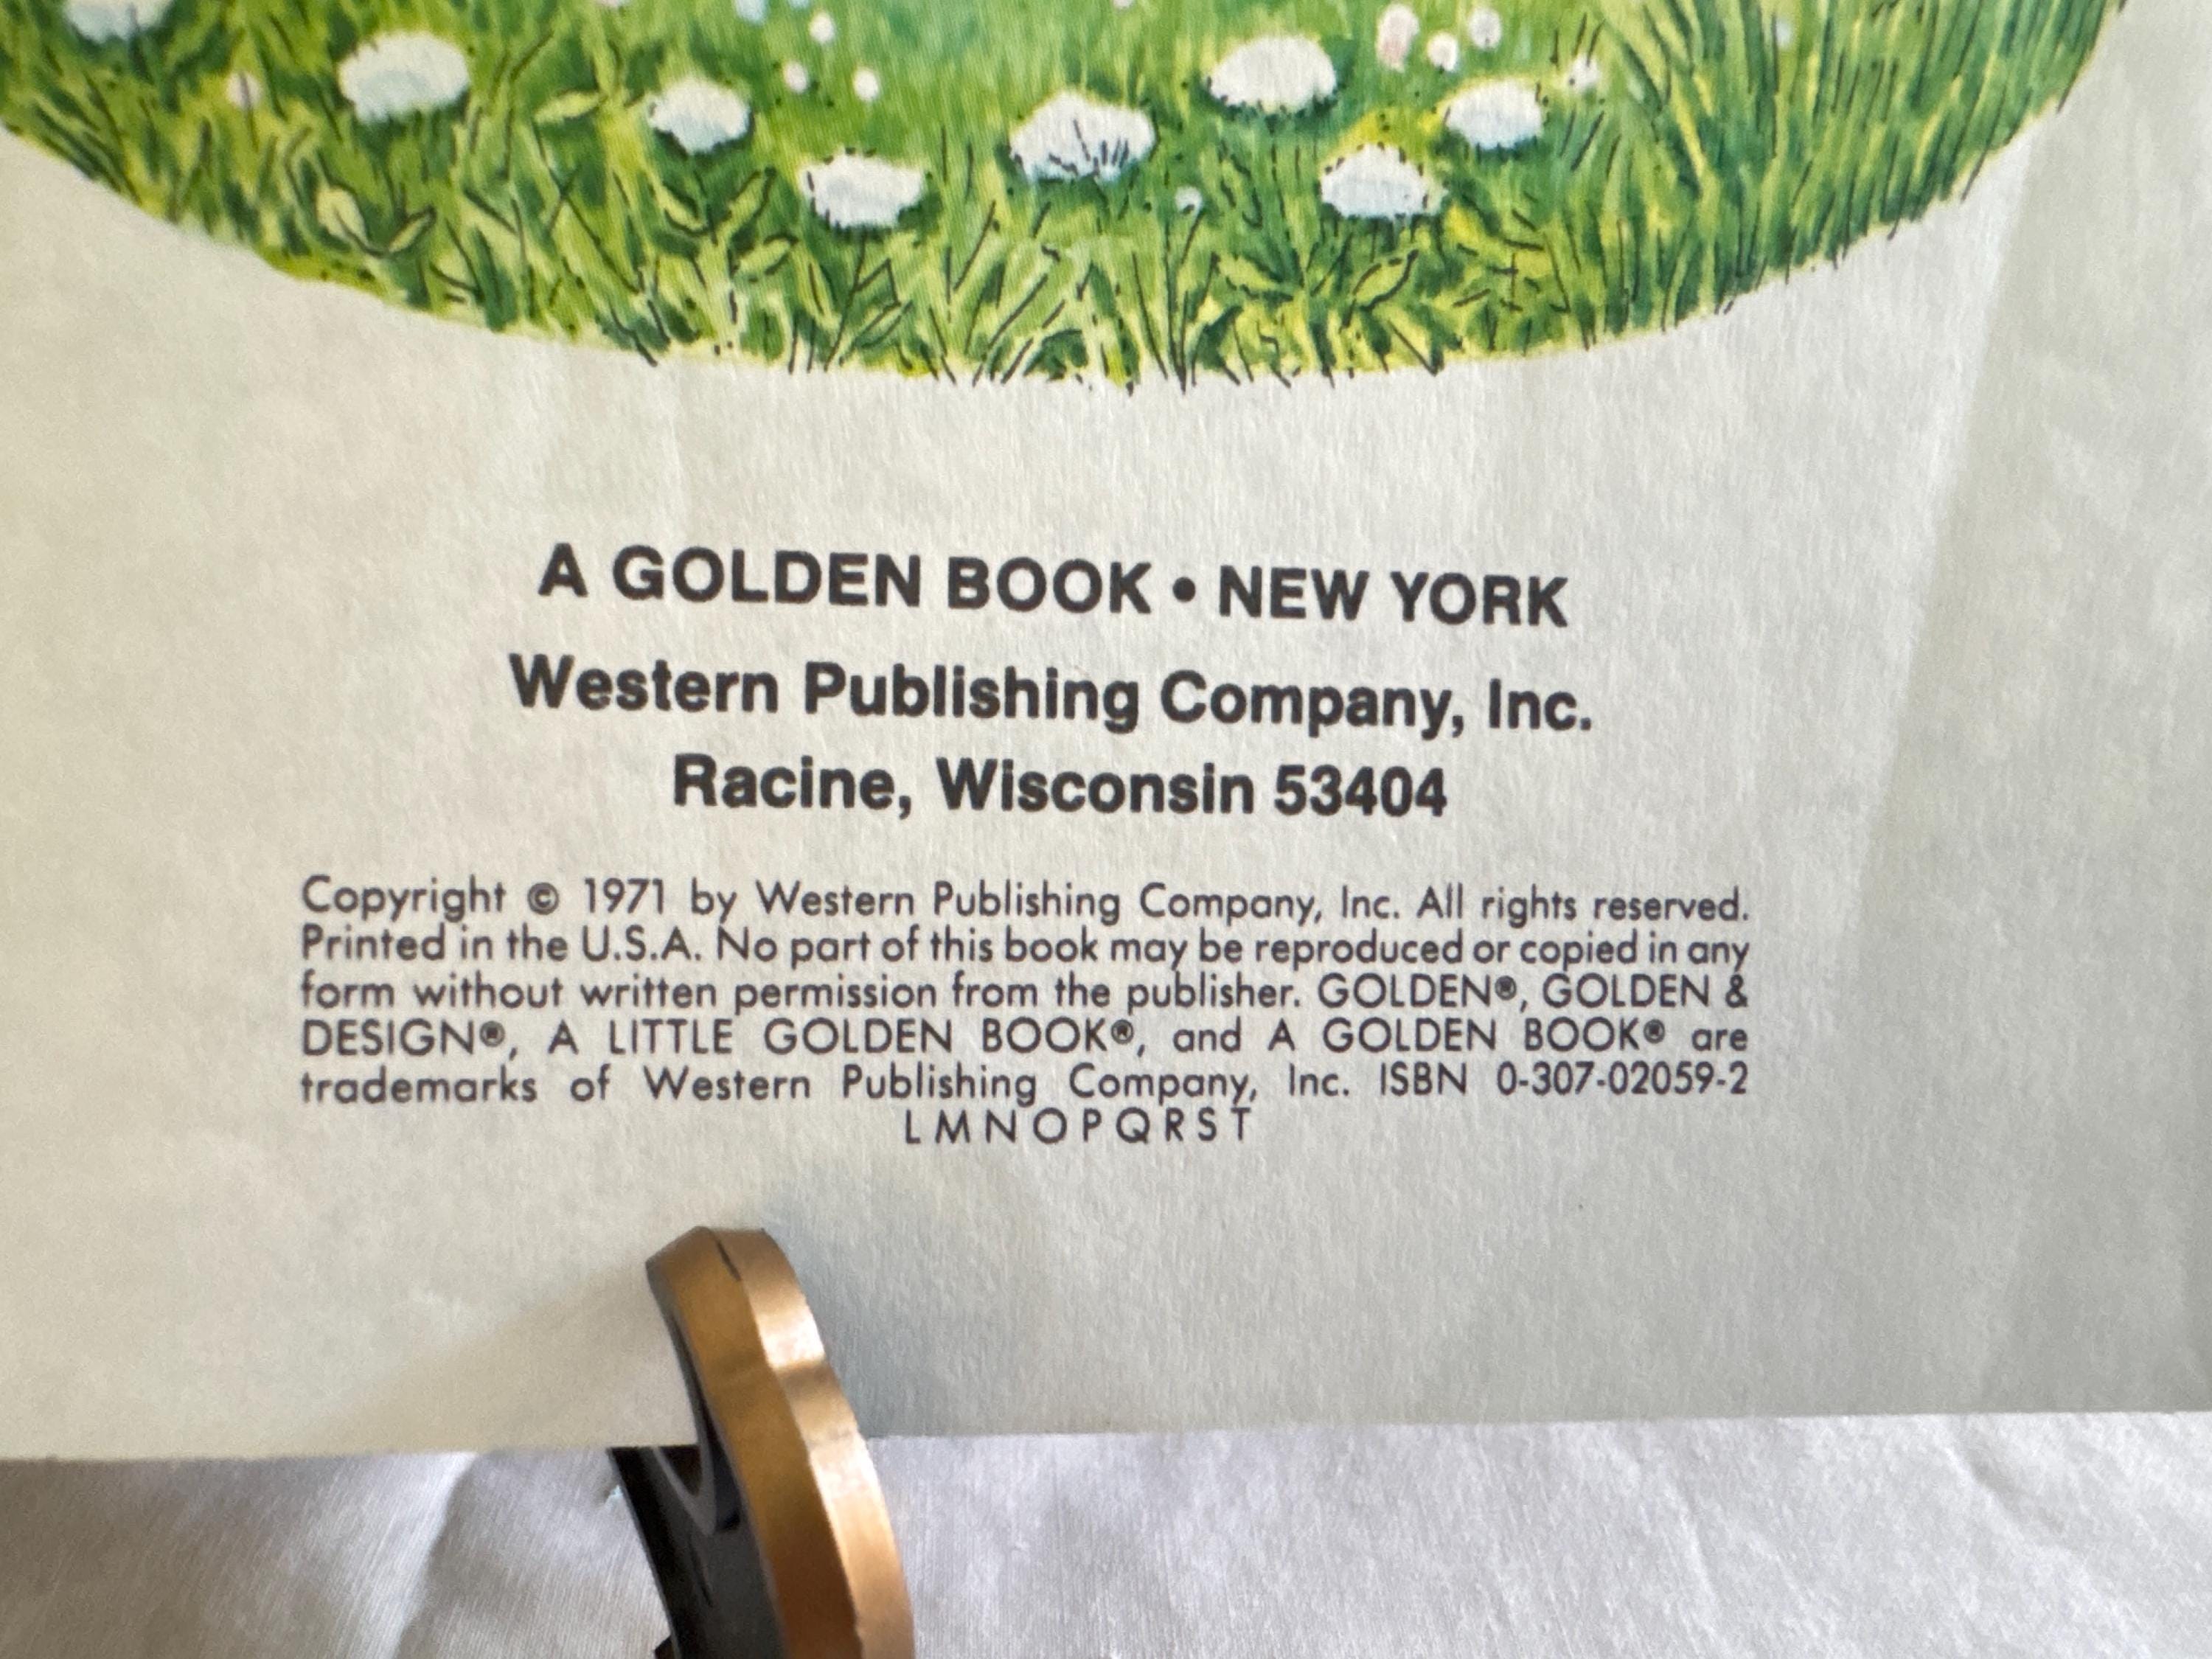 A GOLDEN BOOK • NEW YORK
Western Publishing Company, Inc.
Racine, Wisconsin 53404
Copyright © 1971 by Western Publishing Company, Inc. All rights reserved.
Printed in the U.S.A. No part of this book may be reproduced or copied in any
form without written permission from the publisher. GOLDEN®, GOLDEN &
DESIGN®, A LITTLE GOLDEN BOOK®, and A GOLDEN BOOK® are
trademarks of Western Publishing Company, Inc. ISBN 0-307-02059-2
L M N O P Q R S T